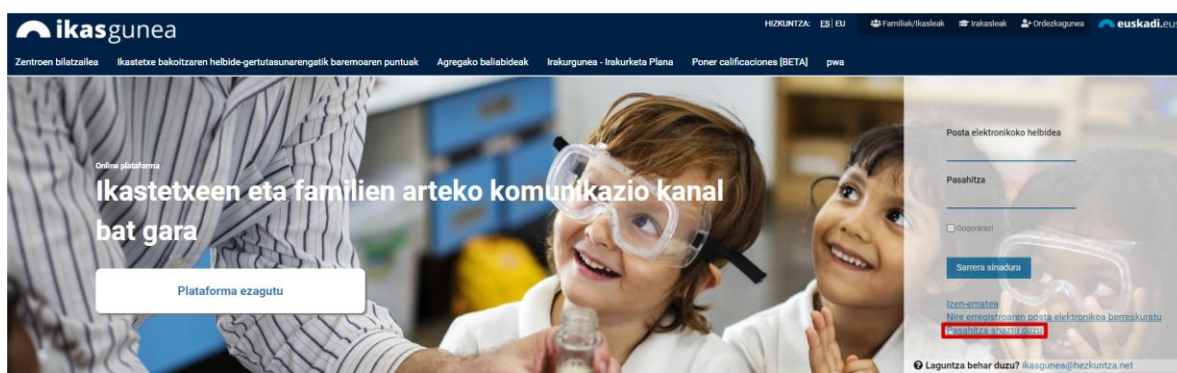 ikasgunea
HIZKUNTZA: ES | EU
Familiak/Ikasleak
Irakasleak
Ordezkagunea
euskadi.eus
Zentroen bilatzailea
Ikastetxe bakoitzaren helbide-gertutasunarengatik baremoaren puntuak
Agregako baliabideak
Irakurgunea - Irakurketa Plana
Poner calificaciones [BETA]
pwa
Online plataforma
Ikastetxeen eta familien arteko komunikazio kanal
bat gara
Plataforma ezagutu
Posta elektronikoko helbidea
Pasahitza
Gogorarazi
Sarrera sinadura
Izen-ematea
Nire erregistroaren posta elektronikoa berreskuratu
Pasahitza ahaztu duzu
Laguntza behar duzu? ikasgunea@hezkuntza.net